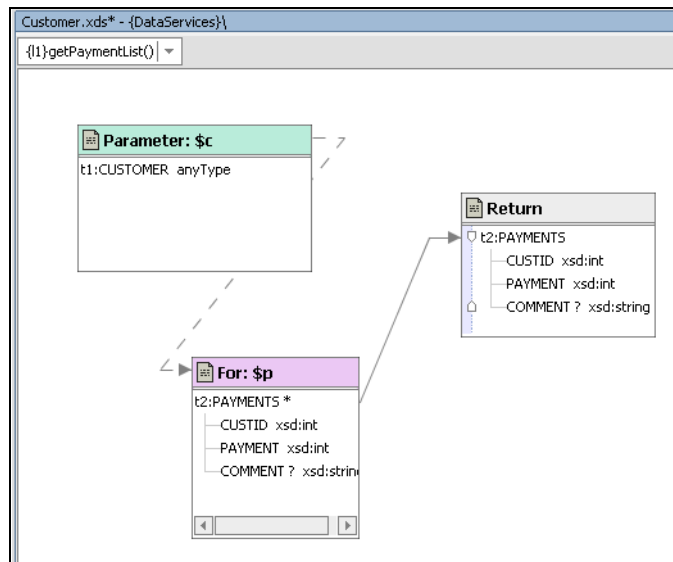 Customer.xds* - {DataServices}\
{l1}getPaymentList()
Parameter: $c
t1:CUSTOMER anyType
Return
t2:PAYMENTS
CUSTID xsd:int
PAYMENT xsd:int
COMMENT ? xsd:string
For: $p
t2:PAYMENTS *
CUSTID xsd:int
PAYMENT xsd:int
COMMENT ? xsd:string